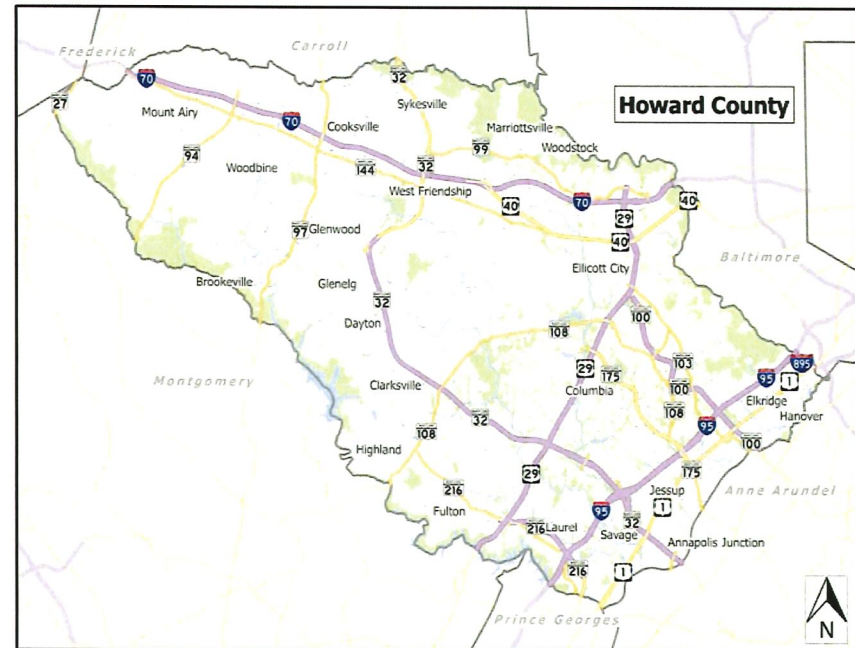 Frederick
Carroll
Howard County
70
27
32
Mount Airy
Sykesville
70
Cooksville
Marriottsville
94
99
Woodstock
Woodbine
144
32
West Friendship
70
40
29
40
97
Glenwood
40
Ellicott City
Baltimore
Brookeville
Glenelg
32
Dayton
100
108
103
895
Montgomery
29
175
95
1
Clarksville
Columbia
100
Elkridge
108
Hanover
32
95
108
100
Highland
29
175
216
Jessup
Anne Arundel
Fulton
95
1
216
Laurel
32
Savage
Annapolis Junction
216
1
Prince Georges
N